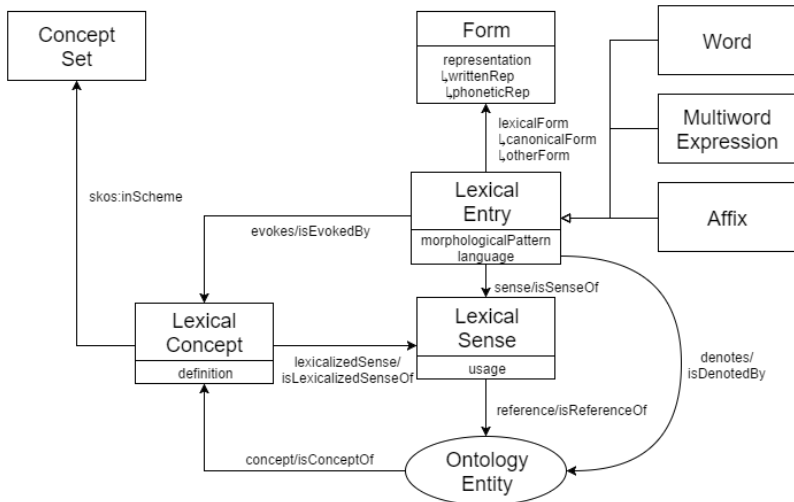 Concept
Set
Form
representation
↳writtenRep
↳phoneticRep
Word
Multiword
Expression
Affix
lexicalForm
↳canonicalForm
↳otherForm
skos:inScheme
Lexical
Entry
morphologicalPattern
language
evokes/isEvokedBy
sense/isSenseOf
Lexical
Concept
definition
lexicalizedSense/
isLexicalizedSenseOf
Lexical
Sense
usage
denotes/
isDenotedBy
reference/isReferenceOf
concept/isConceptOf
Ontology
Entity